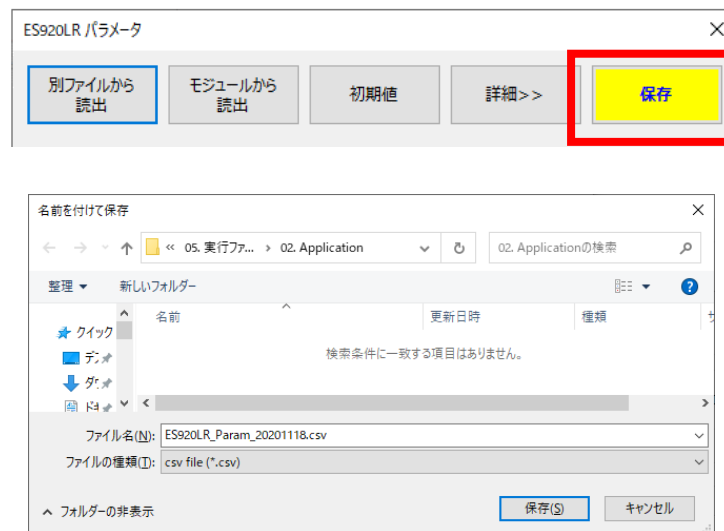 ES920LR パラメータ
別ファイルから
読出
モジュールから
読出
初期値
詳細>>
保存
名前を付けて保存
« 05. 実行ファ... > 02. Application
02. Applicationの検索
整理
新しいフォルダー
名前
更新日時
種類
クイック
検索条件に一致する項目はありません。
ファイル名(N): ES920LR_Param_20201118.csv
ファイルの種類(T): csv file (*.csv)
フォルダーの非表示
保存(S)
キャンセル